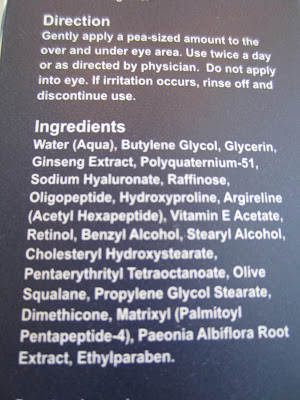 Direction
Gently apply a pea-sized amount to the
over and under eye area. Use twice a day
or as directed by physician.  Do not apply
into eye. If irritation occurs, rinse off and
discontinue use.
Ingredients
Water (Aqua), Butylene Glycol, Glycerin,
Ginseng Extract, Polyquaternium-51,
Sodium Hyaluronate, Raffinose,
Oligopeptide, Hydroxyproline, Argireline
(Acetyl Hexapeptide), Vitamin E Acetate,
Retinol, Benzyl Alcohol, Stearyl Alcohol,
Cholesteryl Hydroxystearate,
Pentaerythrityl Tetraoctanoate, Olive
Squalane, Propylene Glycol Stearate,
Dimethicone, Matrixyl (Palmitoyl
Pentapeptide-4), Paeonia Albiflora Root
Extract, Ethylparaben.